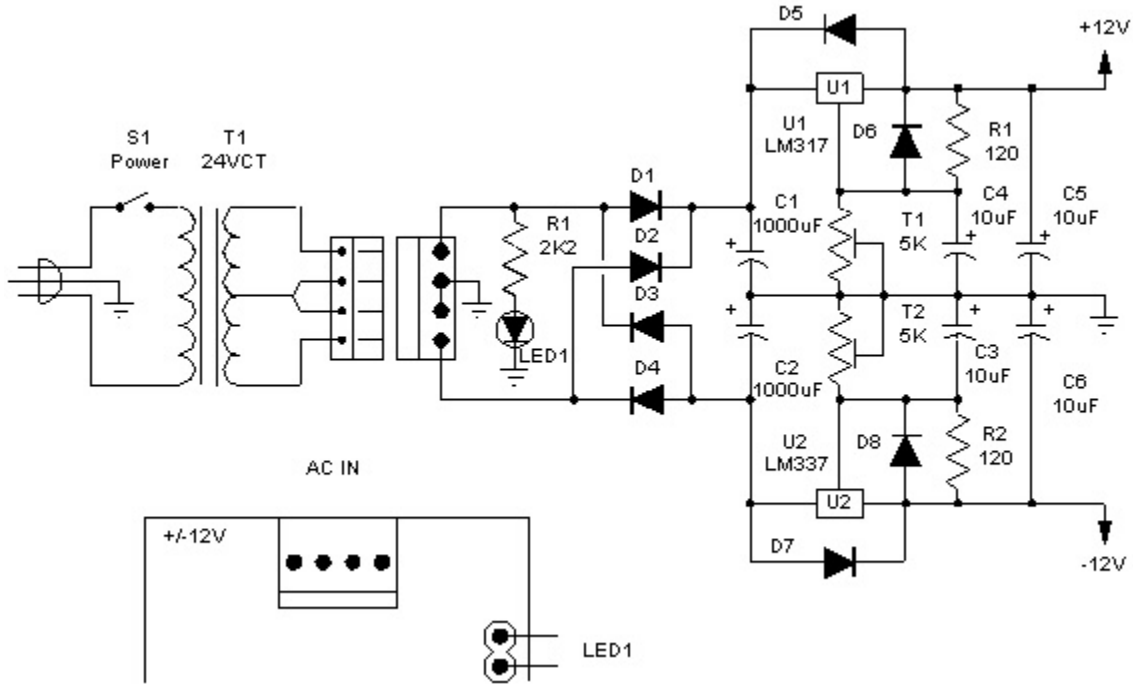 D5
+12V
U1
S1
Power
T1
24VCT
U1
LM317
D6
R1
120
D1
R1
2K2
D2
C1
1000uF
+
T1
5K
C4
10uF
+
C5
10uF
+
D3
LED1
D4
+
C2
1000uF
T2
5K
+
C3
10uF
+
C6
10uF
U2
LM337
D8
R2
120
U2
AC IN
+/-12V
D7
-12V
LED1